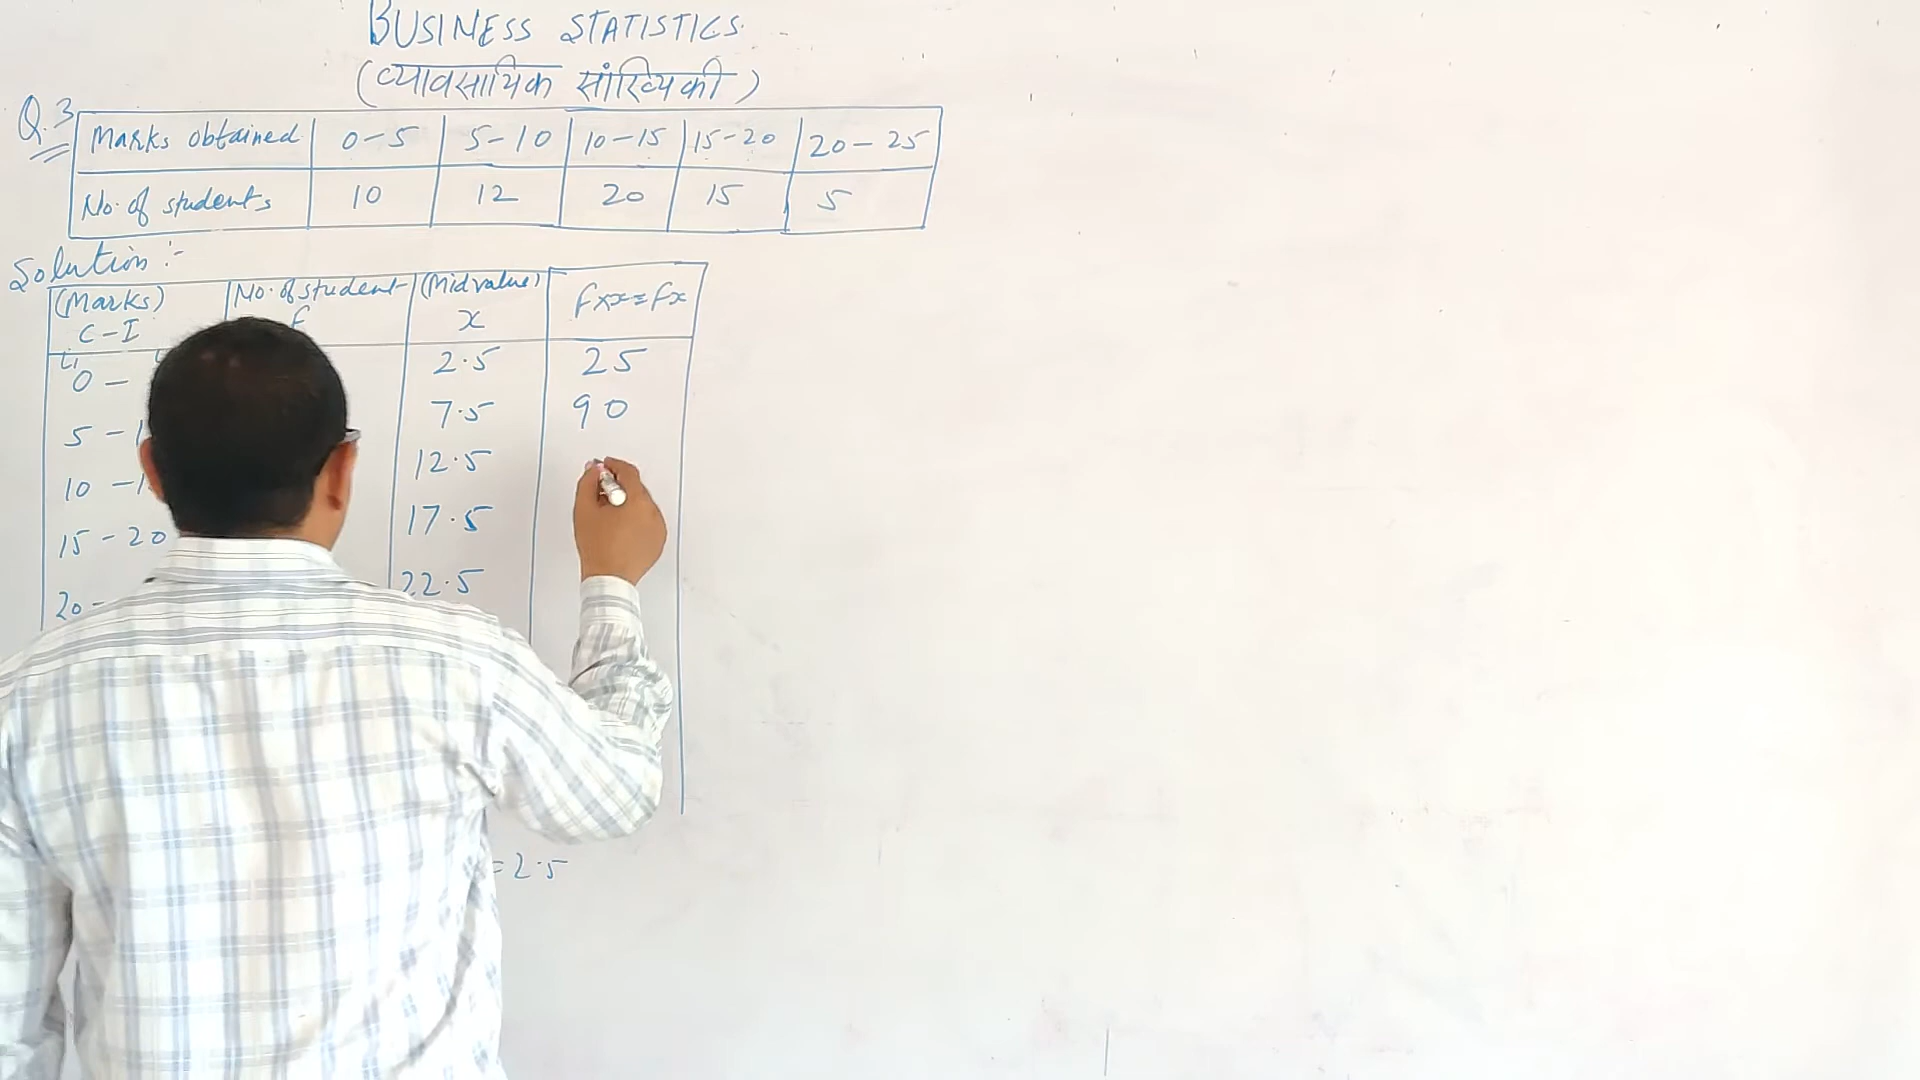 BUSINESS STATISTICS
(व्यावसायिक सांख्यिकी)
Q.3
Marks obtained 0-5 5-10 10-15 15-20 20-25
No. of students 10 12 20 15 5
Solution:-
(Marks) C-I No. of student f (Mid value) x f×x=fx
0 - 2.5 25
5 - 1 7.5 90
10 - 1 12.5
15 - 20 17.5
20 - 22.5
= 2.5